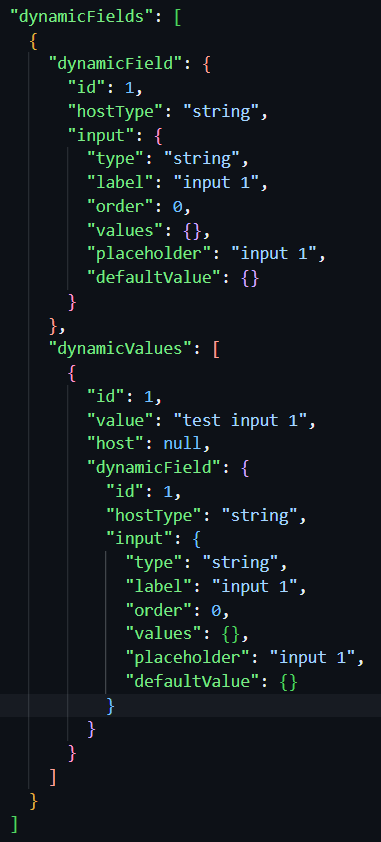 "dynamicFields": [
  {
    "dynamicField": {
      "id": 1,
      "hostType": "string",
      "input": {
        "type": "string",
        "label": "input 1",
        "order": 0,
        "values": {},
        "placeholder": "input 1",
        "defaultValue": {}
      }
    },
    "dynamicValues": [
      {
        "id": 1,
        "value": "test input 1",
        "host": null,
        "dynamicField": {
          "id": 1,
          "hostType": "string",
          "input": {
            "type": "string",
            "label": "input 1",
            "order": 0,
            "values": {},
            "placeholder": "input 1",
            "defaultValue": {}
          }
        }
      }
    ]
  }
]